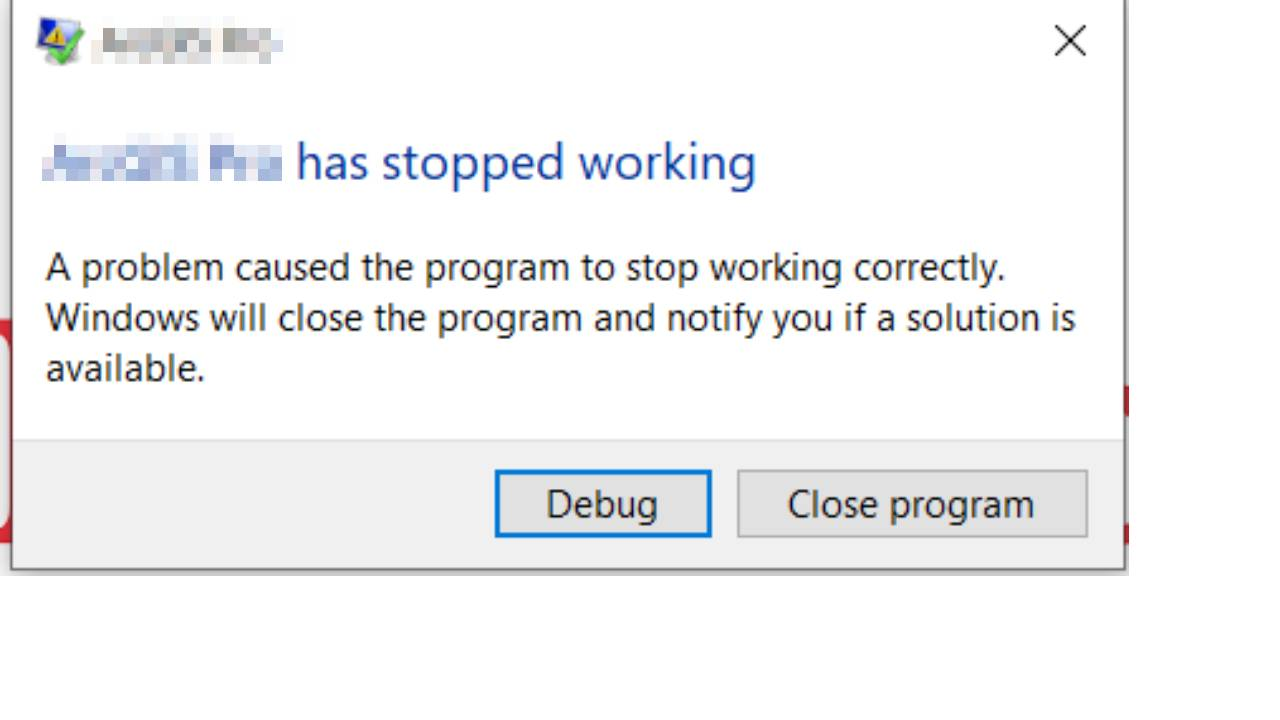 has stopped working
A problem caused the program to stop working correctly.
Windows will close the program and notify you if a solution is
available.
Debug
Close program